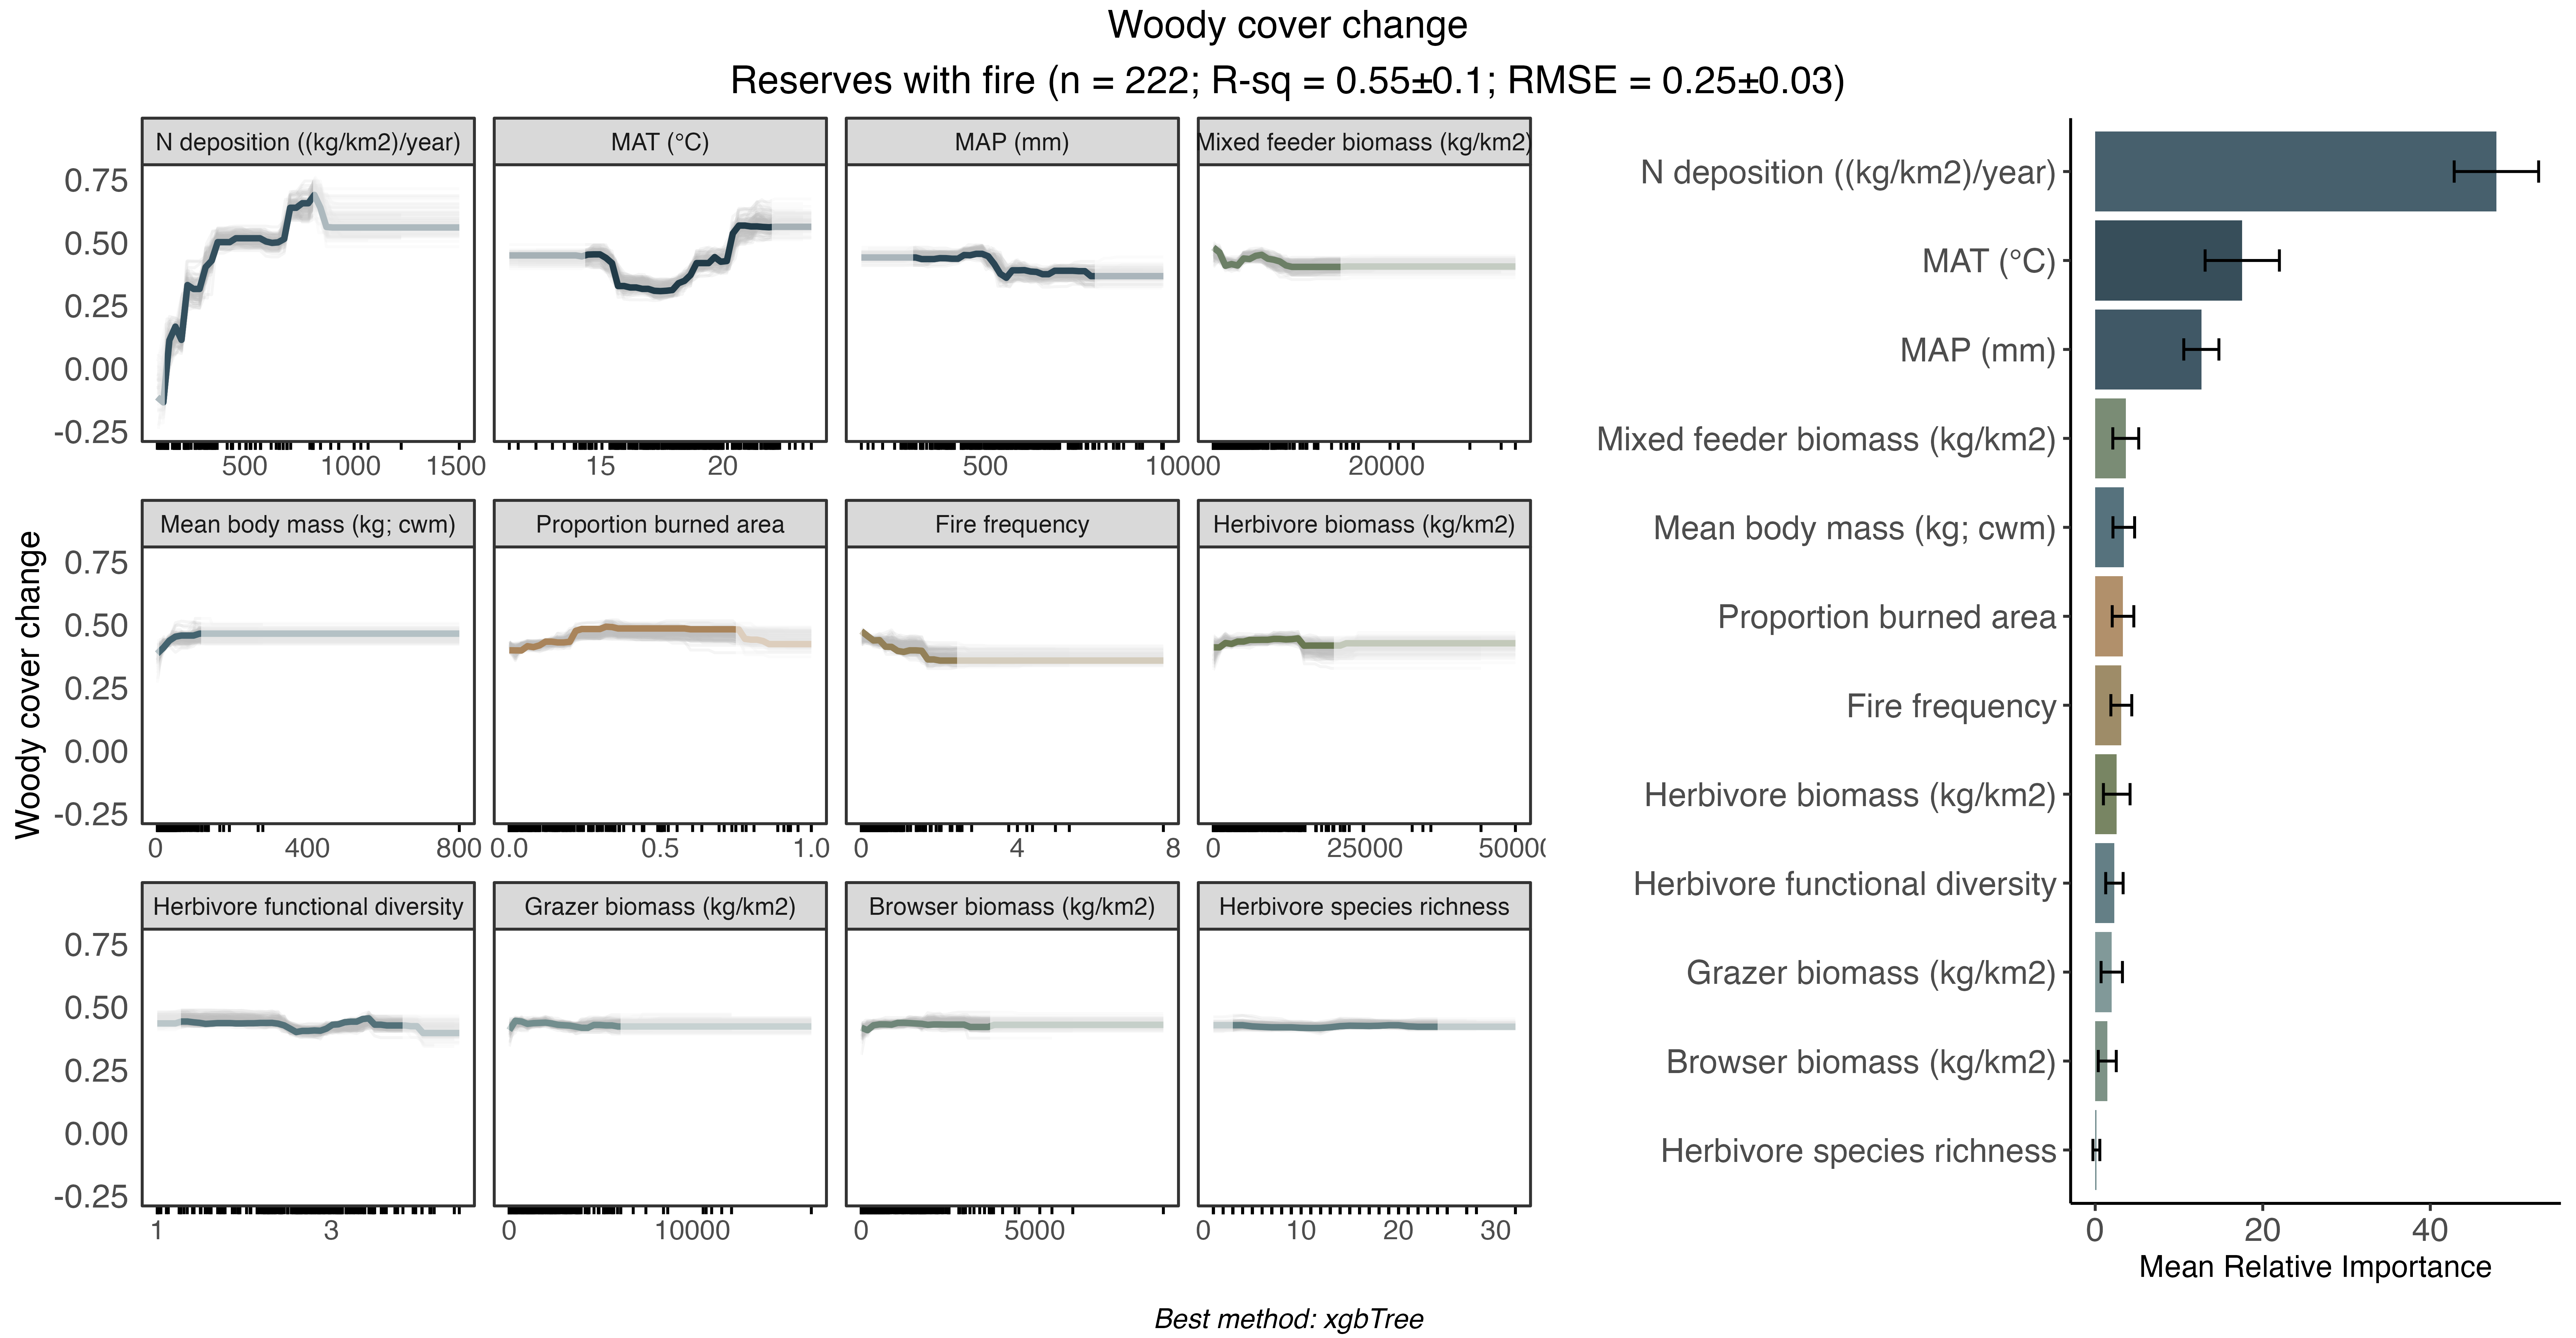 Woody cover change
Reserves with fire (n = 222; R-sq = 0.55±0.1; RMSE = 0.25±0.03)
Woody cover change
N deposition ((kg/km2)/year)
MAT (°C)
MAP (mm)
Mixed feeder biomass (kg/km2)
0.75
0.50
0.25
0.00
-0.25
500 1000 1500
15 20
500 1000
0 20000
Mean body mass (kg; cwm)
Proportion burned area
Fire frequency
Herbivore biomass (kg/km2)
0.75
0.50
0.25
0.00
-0.25
0 400 800
0.0 0.5 1.0
0 4 8
0 25000 50000
Herbivore functional diversity
Grazer biomass (kg/km2)
Browser biomass (kg/km2)
Herbivore species richness
0.75
0.50
0.25
0.00
-0.25
1 3
0 10000
0 5000
0 10 20 30
N deposition ((kg/km2)/year)
MAT (°C)
MAP (mm)
Mixed feeder biomass (kg/km2)
Mean body mass (kg; cwm)
Proportion burned area
Fire frequency
Herbivore biomass (kg/km2)
Herbivore functional diversity
Grazer biomass (kg/km2)
Browser biomass (kg/km2)
Herbivore species richness
0 20 40
Mean Relative Importance
Best method: xgbTree